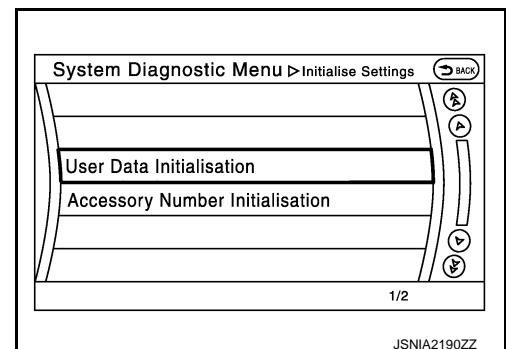 System Diagnostic Menu ▷ Initialise Settings
BACK
User Data Initialisation
Accessory Number Initialisation
1/2
JSNIA2190ZZ